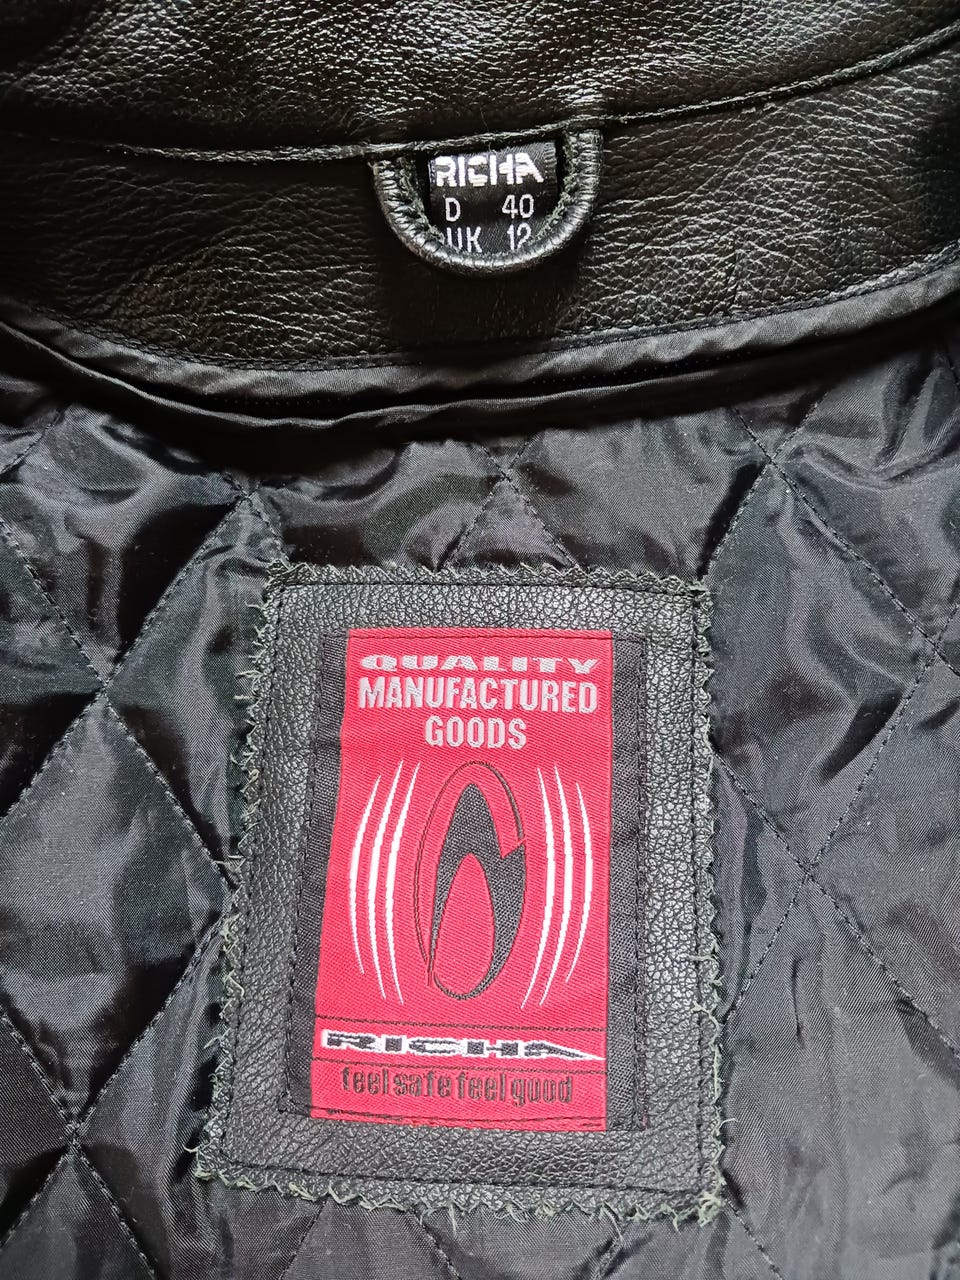 RICHA
D 40
UK 12
QUALITY
MANUFACTURED
GOODS
RICHA
feel safe feel good